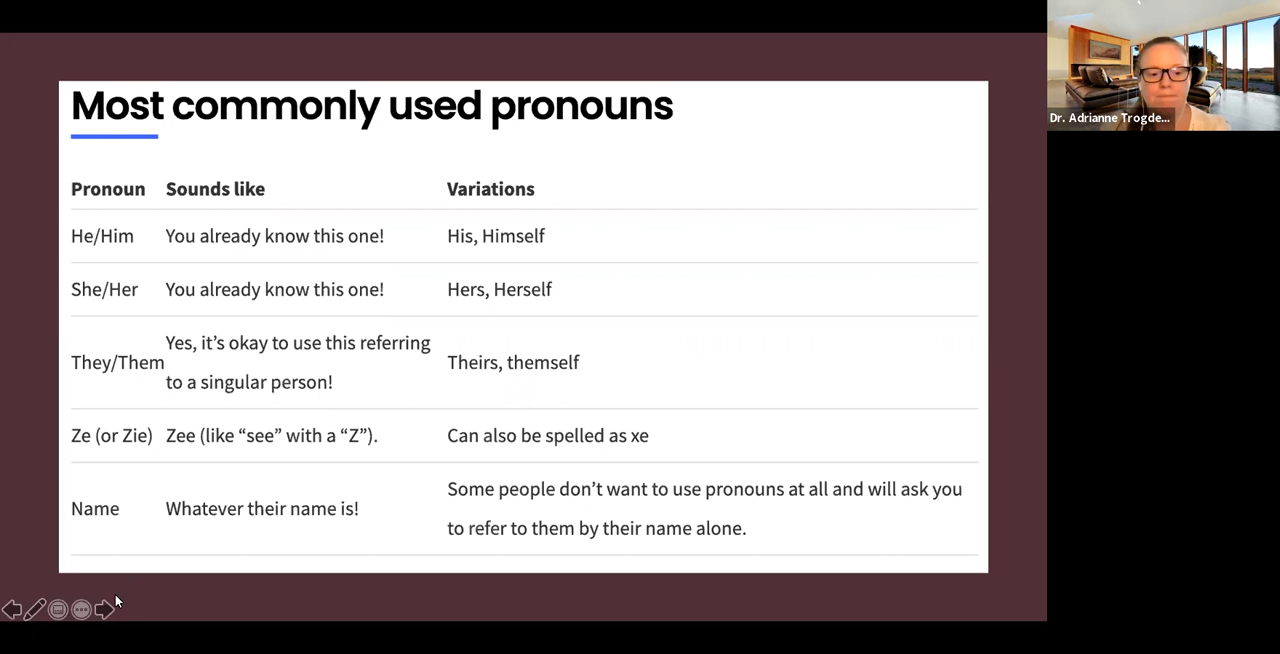 Most commonly used pronouns
Pronoun Sounds like Variations
He/Him You already know this one! His, Himself
She/Her You already know this one! Hers, Herself
They/Them Yes, it’s okay to use this referring
to a singular person! Theirs, themself
Ze (or Zie) Zee (like “see” with a “Z”). Can also be spelled as xe
Name Whatever their name is! Some people don’t want to use pronouns at all and will ask you
to refer to them by their name alone.
Dr. Adrianne Trogde...